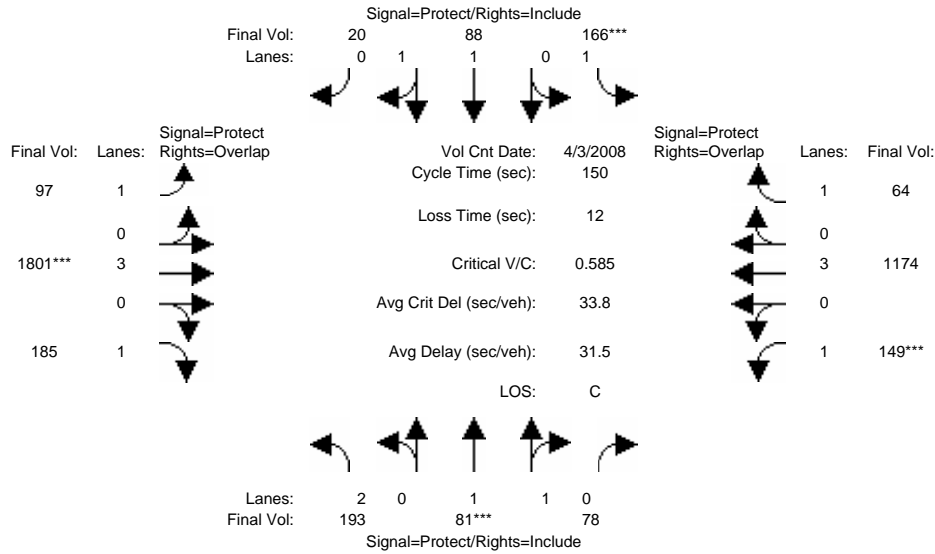 Signal=Protect/Rights=Include
Final Vol: 20 88 166***
Lanes: 0 1 1 0 1
Signal=Protect Signal=Protect
Final Vol: Lanes: Rights=Overlap Vol Cnt Date: 4/3/2008 Rights=Overlap Lanes: Final Vol:
Cycle Time (sec): 150
97 1 1 64
Loss Time (sec): 12
0 0
1801*** 3 Critical V/C: 0.585 3 1174
0 Avg Crit Del (sec/veh): 33.8 0
185 1 Avg Delay (sec/veh): 31.5 1 149***
LOS: C
Lanes: 2 0 1 1 0
Final Vol: 193 81*** 78
Signal=Protect/Rights=Include